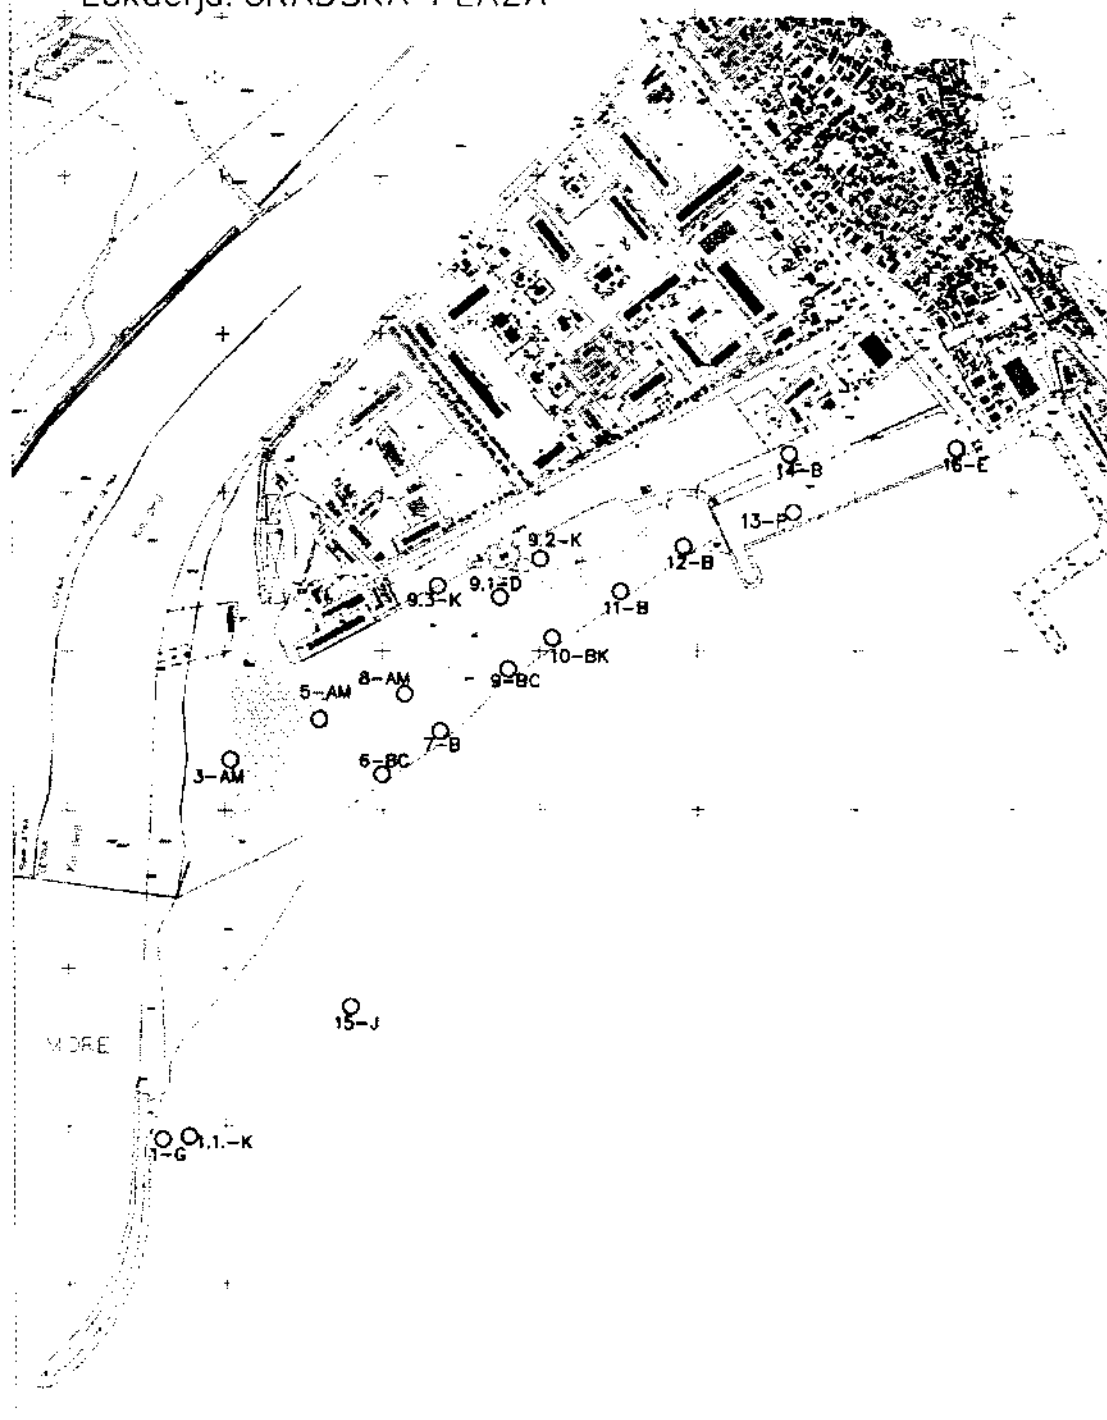 Lokacija: GRADSKA PLAŽA
14-B
16-E
13-P
9.2-K
12-B
9.3-K
9.1-D
11-B
10-BK
9-BC
8-AM
5-AM
7-B
6-BC
3-AM
15-J
MORE
1-G
1.1.-K